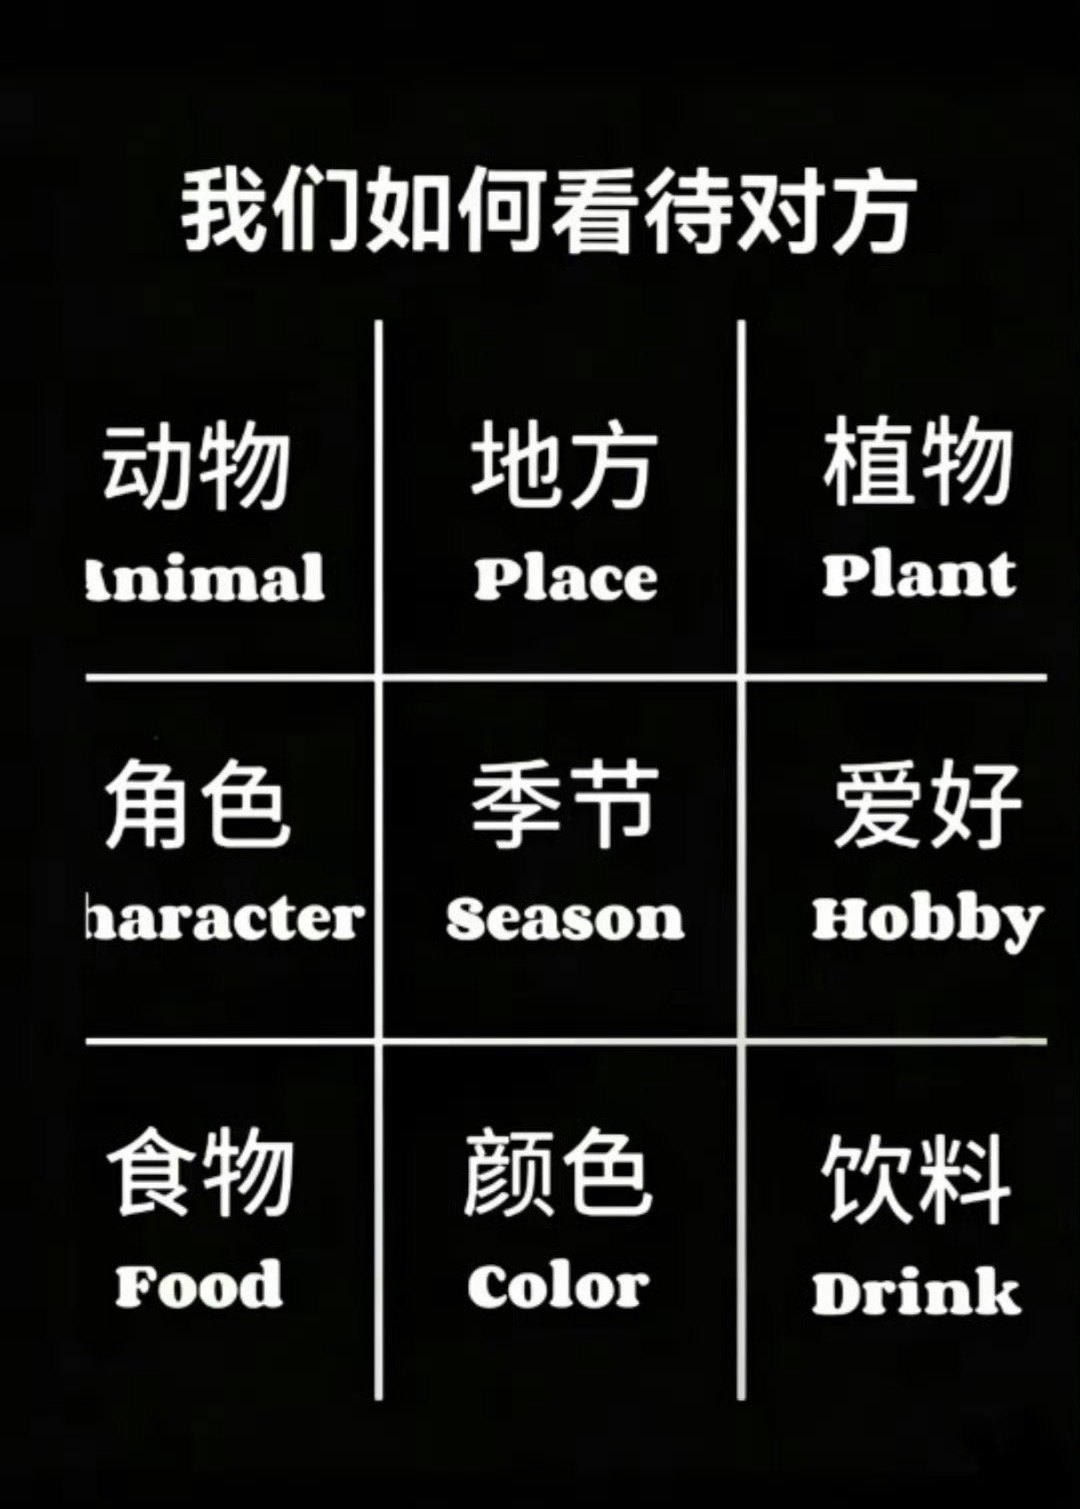 我们如何看待对方
动物 地方 植物
nimal Place Plant
角色 季节 爱好
haracter Season Hobby
食物 颜色 饮料
Food Color Drink